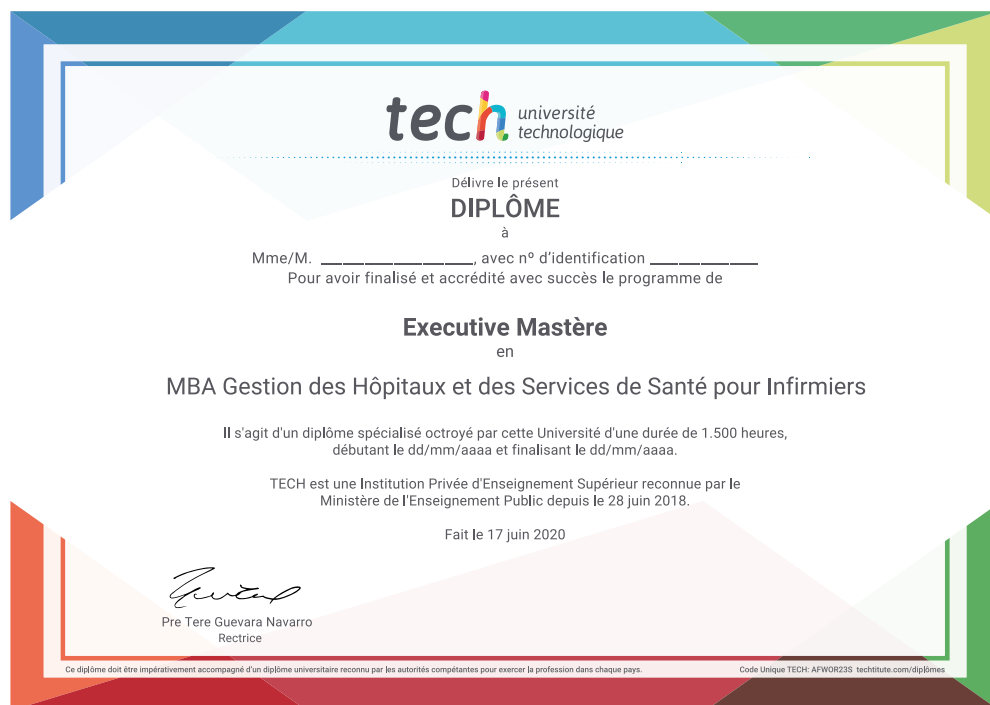 tech université
technologique
Délivre le présent
DIPLÔME
à
Mme/M. ____________________, avec nº d'identification ______________
Pour avoir finalisé et accrédité avec succès le programme de
Executive Mastère
en
MBA Gestion des Hôpitaux et des Services de Santé pour Infirmiers
Il s'agit d'un diplôme spécialisé octroyé par cette Université d'une durée de 1.500 heures,
débutant le dd/mm/aaaa et finalisant le dd/mm/aaaa.
TECH est une Institution Privée d'Enseignement Supérieur reconnue par le
Ministère de l'Enseignement Public depuis le 28 juin 2018.
Fait le 17 juin 2020
Pre Tere Guevara Navarro
Rectrice
Ce diplôme doit être impérativement accompagné d'un diplôme universitaire reconnu par les autorités compétantes pour exercer la profession dans chaque pays.
Code Unique TECH: AFWOR23S techtitute.com/diplômes